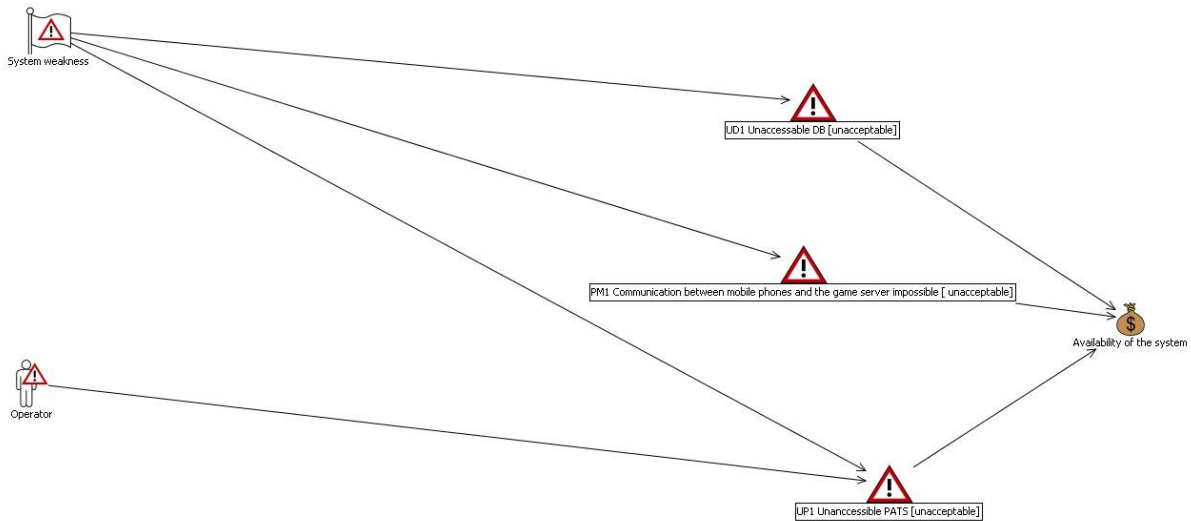 System weakness
UD1 Unaccessable DB [unacceptable]
PM1 Communication between mobile phones and the game server impossible [ unacceptable]
$
Availability of the system
Operator
UP1 Unanccessible PATS [unacceptable]